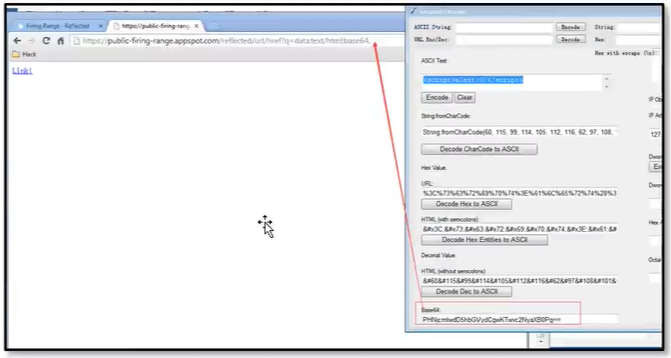 Firing Range - Reflected
https://public-firing-rang
https://public-firing-range.appspot.com/reflected/url/href?q=data:text/html;base64,
Hack
Link!
ASCII String:
Encode
String:
URL Enc/Dec:
Decode
Hex:
Hex with escape (\x)
ASCII Text:
Encode
Clear
String.fromCharCode:
String.fromCharCode(60, 115, 99, 114, 105, 112, 116, 62, 97, 108,
Decode CharCode to ASCII
Hex Value:
URL:
%3C%73%63%72%69%70%74%3E%61%6C%65%72%74%28%3
Decode Hex to ASCII
HTML (with semicolons):
&#x3C;&#x73;&#x63;&#x72;&#x69;&#x70;&#x74;&#x3E;&#x61;&#
Decode Hex Entities to ASCII
Decimal Value:
HTML (without semicolons)
&#60&#115&#99&#114&#105&#112&#116&#62&#97&#108&#101&
Decode Dec to ASCII
Base64:
IP Ad
127
Hex A
Octal